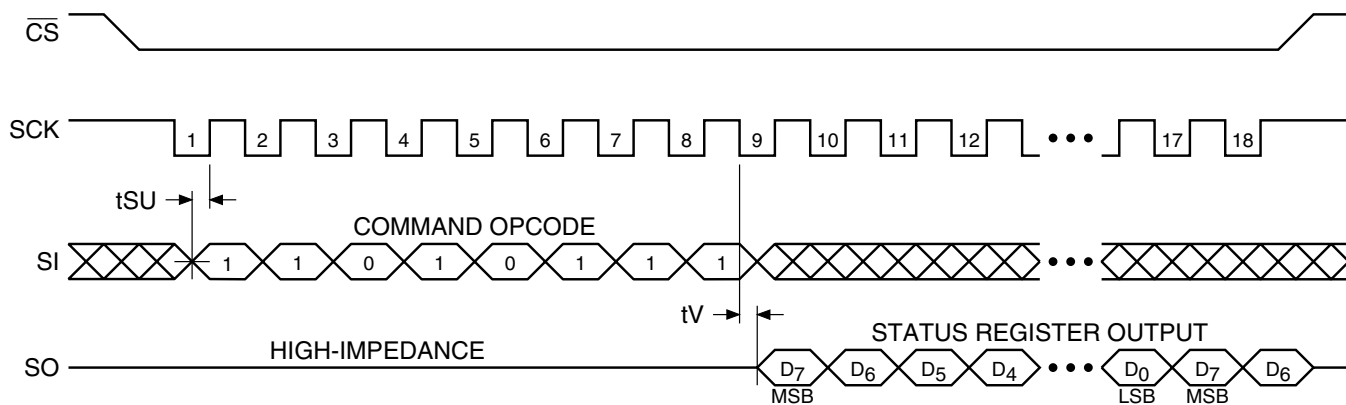 CS
SCK 1 2 3 4 5 6 7 8 9 10 11 12 ••• 17 18
tSU
COMMAND OPCODE
SI 1 1 0 1 0 1 1 1 •••
tV
HIGH-IMPEDANCE
STATUS REGISTER OUTPUT
SO D7 D6 D5 D4 ••• D0 D7 D6
MSB LSB MSB